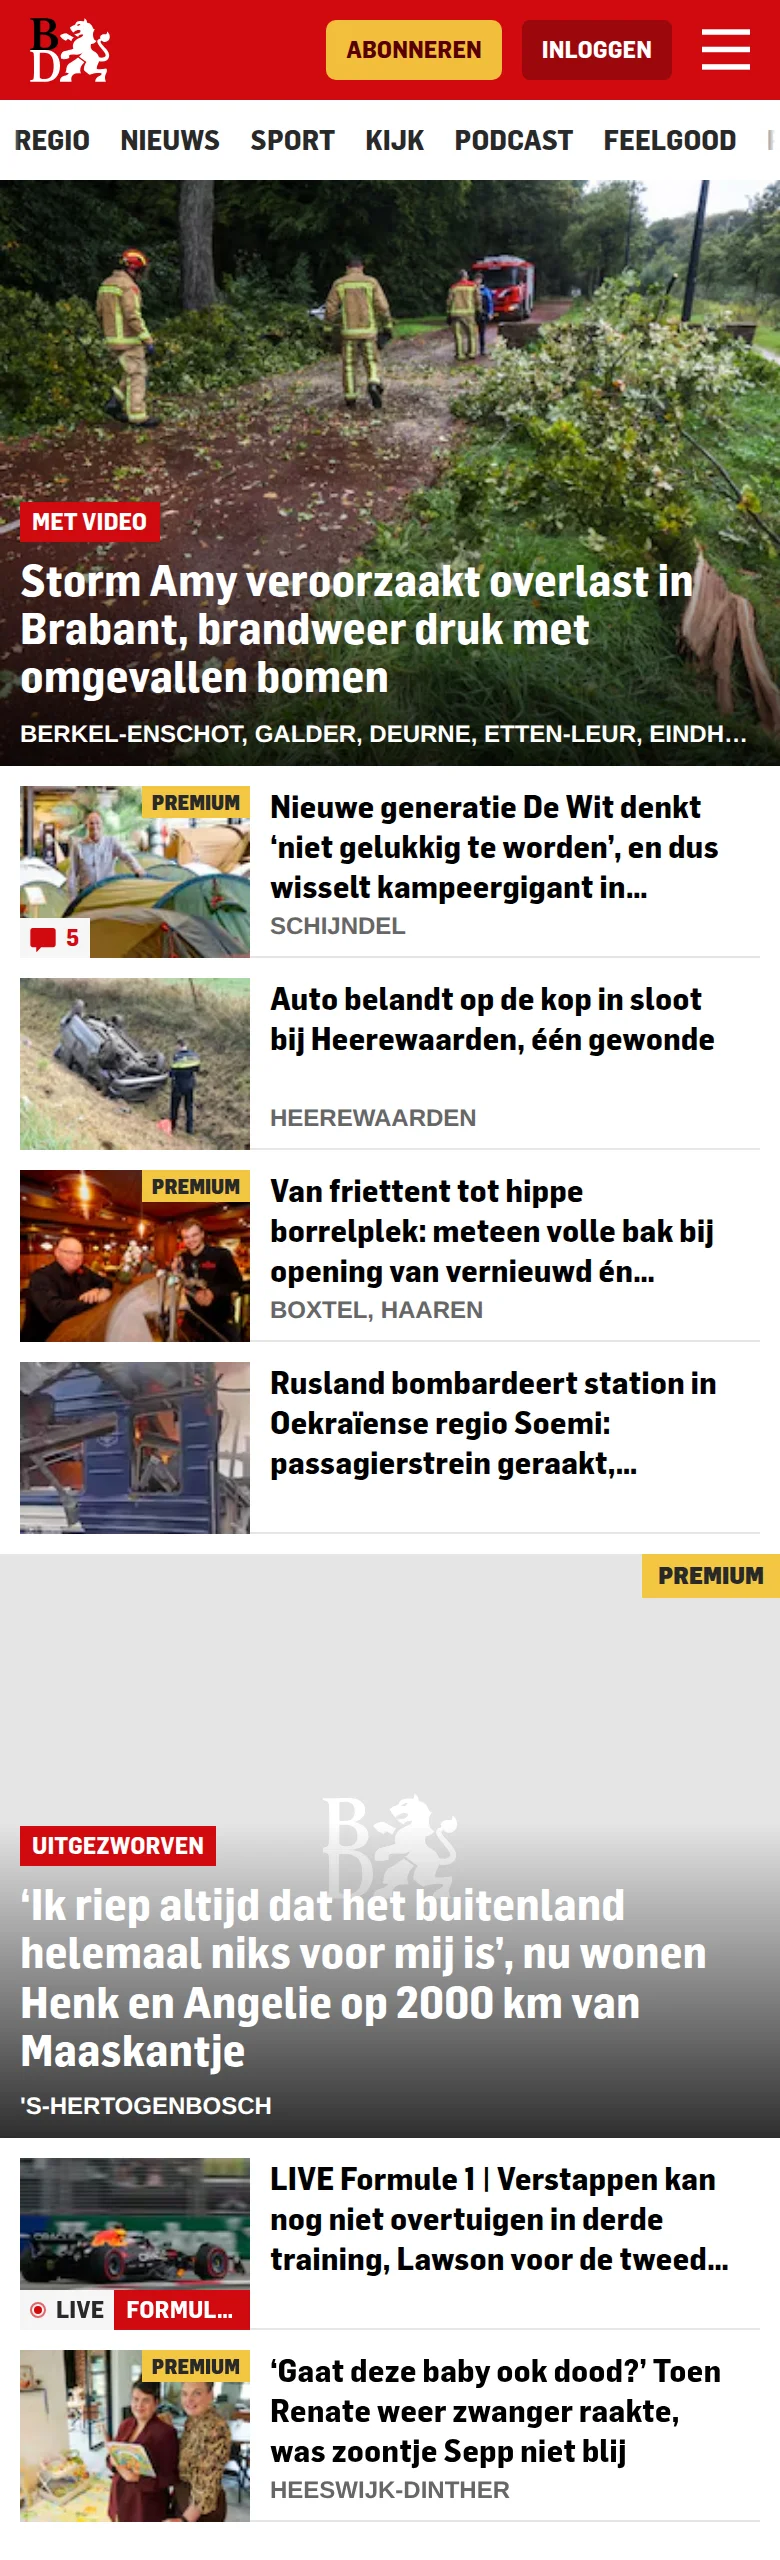 BD
ABONNEREN
INLOGGEN
REGIO NIEUWS SPORT KIJK PODCAST FEELGOOD
MET VIDEO
Storm Amy veroorzaakt overlast in
Brabant, brandweer druk met
omgevallen bomen
BERKEL-ENSCHOT, GALDER, DEURNE, ETTEN-LEUR, EINDH...
PREMIUM
5
Nieuwe generatie De Wit denkt
‘niet gelukkig te worden’, en dus
wisselt kampeergigant in...
SCHIJNDEL
Auto belandt op de kop in sloot
bij Heerewaarden, één gewonde
HEEREWAARDEN
PREMIUM
Van friettent tot hippe
borrelplek: meteen volle bak bij
opening van vernieuwd én...
BOXTEL, HAAREN
Rusland bombardeert station in
Oekraïense regio Soemi:
passagierstrein geraakt,...
PREMIUM
BD
UITGEZWORVEN
‘Ik riep altijd dat het buitenland
helemaal niks voor mij is’, nu wonen
Henk en Angelie op 2000 km van
Maaskantje
'S-HERTOGENBOSCH
LIVE FORMUL...
LIVE Formule 1 | Verstappen kan
nog niet overtuigen in derde
training, Lawson voor de tweed...
PREMIUM
‘Gaat deze baby ook dood?’ Toen
Renate weer zwanger raakte,
was zoontje Sepp niet blij
HEESWIJK-DINTHER